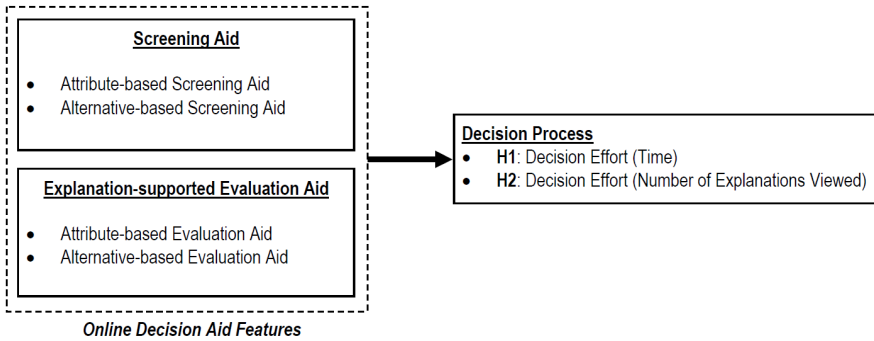 Screening Aid
• Attribute-based Screening Aid
• Alternative-based Screening Aid
Explanation-supported Evaluation Aid
• Attribute-based Evaluation Aid
• Alternative-based Evaluation Aid
Online Decision Aid Features
Decision Process
• H1: Decision Effort (Time)
• H2: Decision Effort (Number of Explanations Viewed)